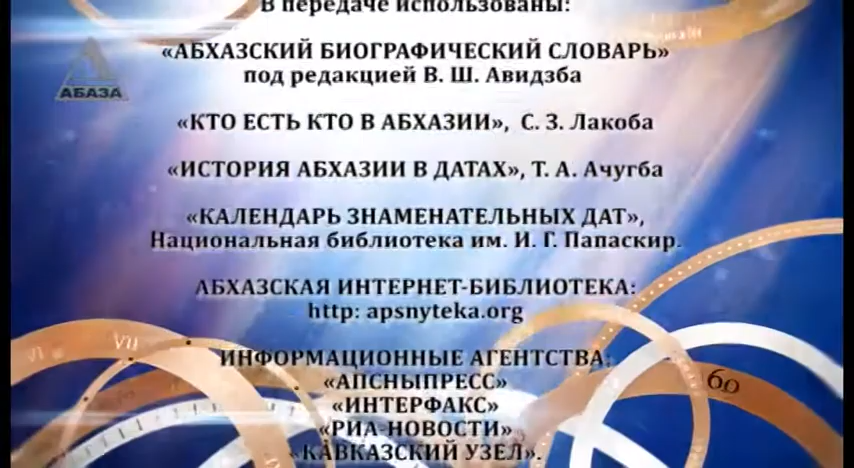 В передаче использованы:
«АБХАЗСКИЙ БИОГРАФИЧЕСКИЙ СЛОВАРЬ»
под редакцией В. Ш. Авидзба
АБАЗА
«КТО ЕСТЬ КТО В АБХАЗИИ», С. З. Лакоба
«ИСТОРИЯ АБХАЗИИ В ДАТАХ», Т. А. Ачугба
«КАЛЕНДАРЬ ЗНАМЕНАТЕЛЬНЫХ ДАТ»,
Национальная библиотека им. И. Г. Папаскир.
АБХАЗСКАЯ ИНТЕРНЕТ-БИБЛИОТЕКА:
http: apsnyteka.org
ИНФОРМАЦИОННЫЕ АГЕНТСТВА:
«АПСНЫПРЕСС»
«ИНТЕРФАКС»
«РИА-НОВОСТИ»
«КАВКАЗСКИЙ УЗЕЛ».
VII
60